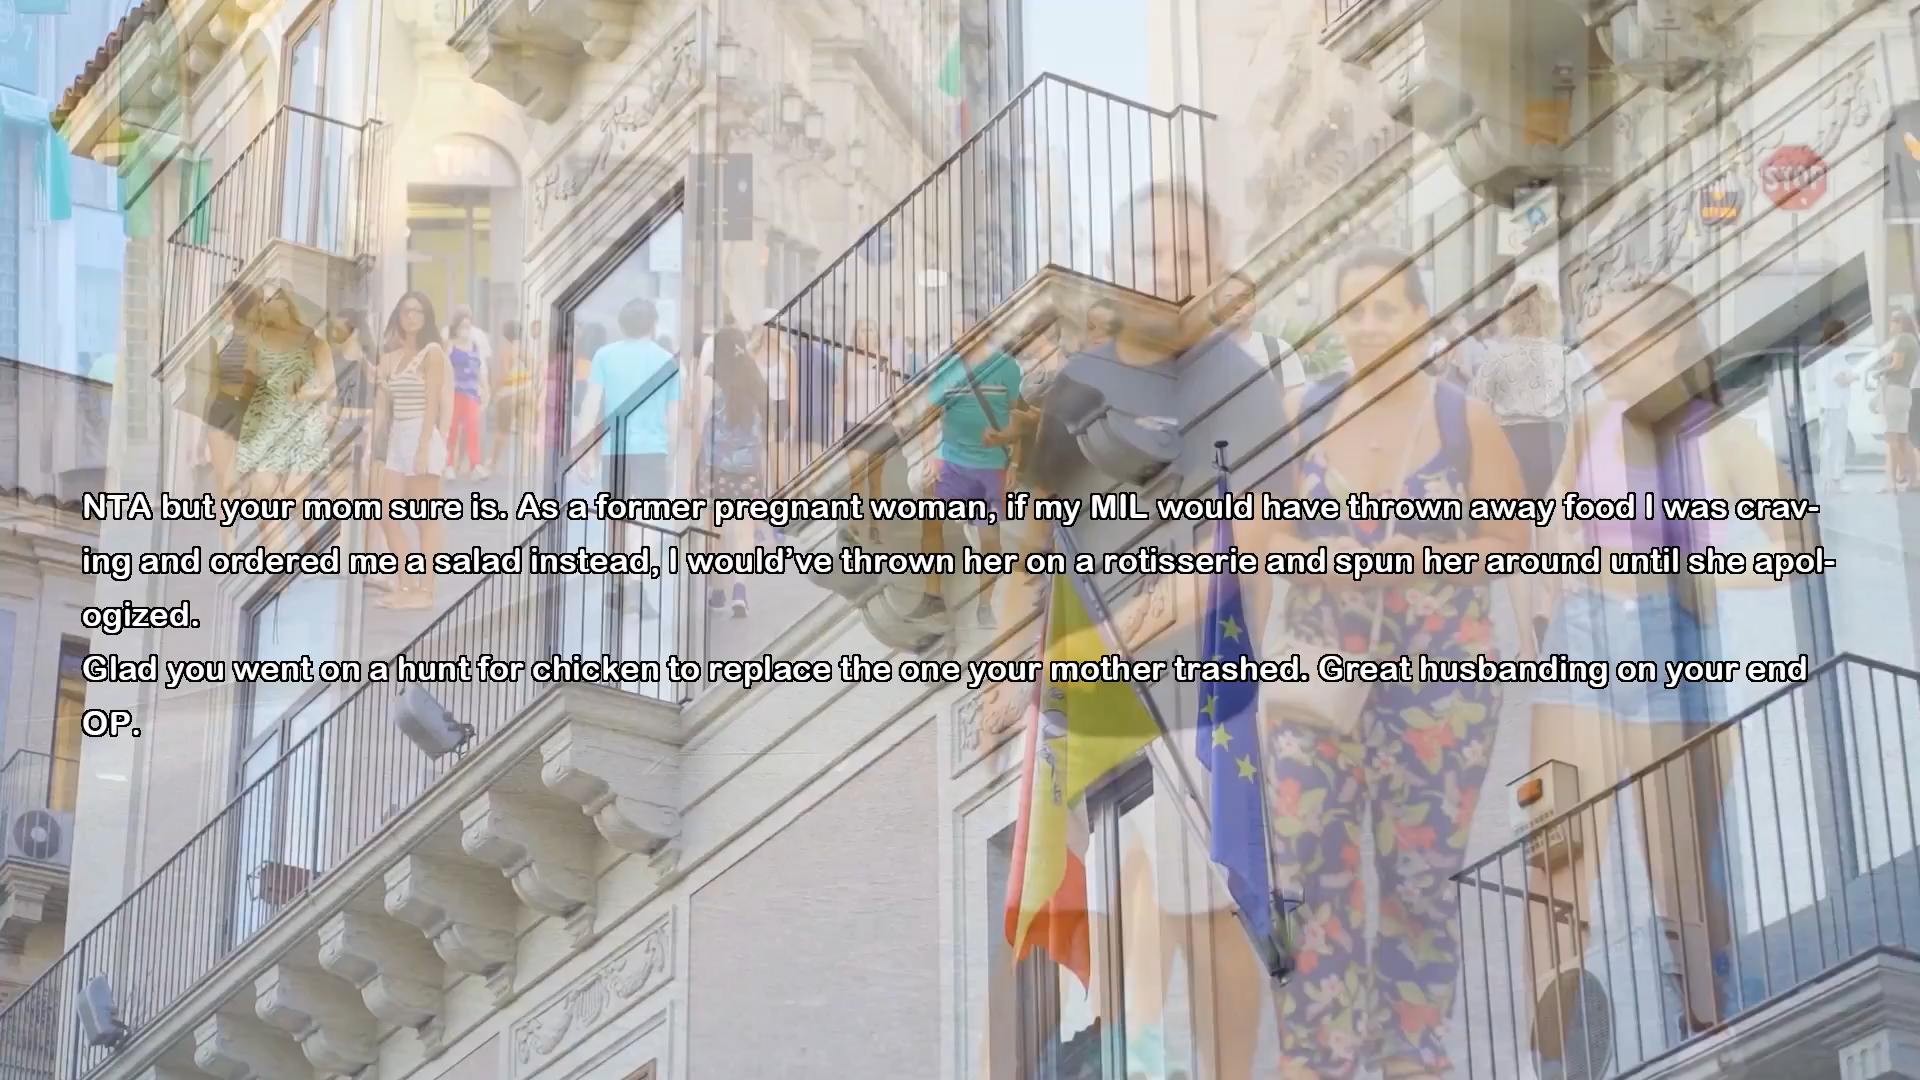 STOP
NTA but your mom sure is. As a former pregnant woman, if my MIL would have thrown away food I was crav-
ing and ordered me a salad instead, I would’ve thrown her on a rotisserie and spun her around until she apol-
ogized.
Glad you went on a hunt for chicken to replace the one your mother trashed. Great husbanding on your end
OP.